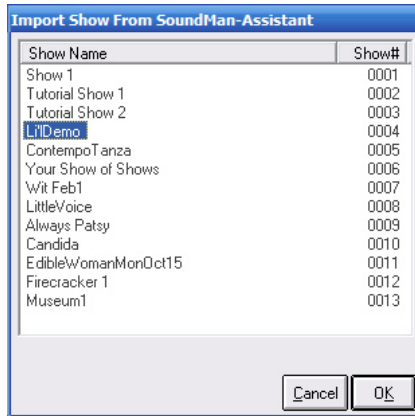 Import Show From SoundMan-Assistant
Show Name Show#
Show 1 0001
Tutorial Show 1 0002
Tutorial Show 2 0003
Li'lDemo 0004
ContempoTanza 0005
Your Show of Shows 0006
Wit Feb1 0007
LittleVoice 0008
Always Patsy 0009
Candida 0010
EdibleWomanMonOct15 0011
Firecracker 1 0012
Museum1 0013
Cancel OK